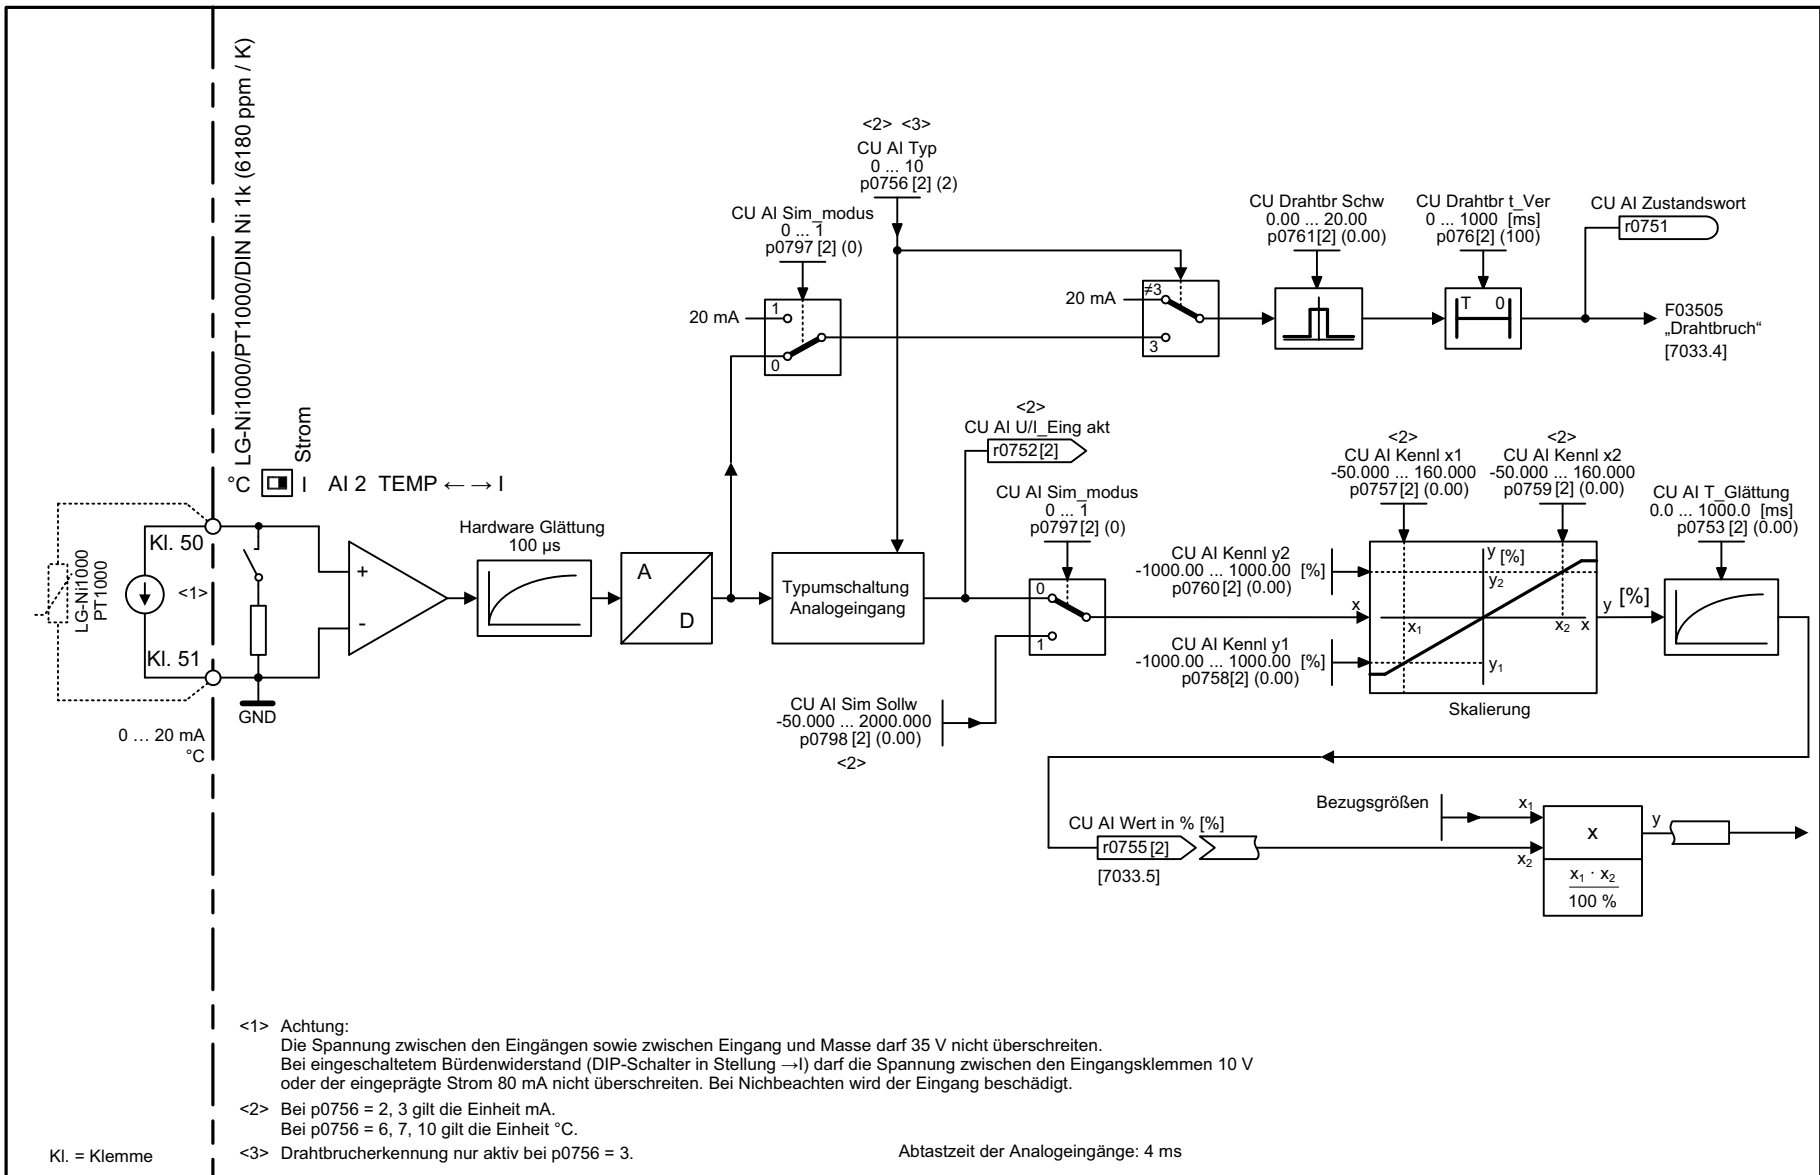 LG-Ni1000/PT1000/DIN Ni 1k (6180 ppm / K)
Strom
°C I AI 2 TEMP ← → I
<2> <3>
CU AI Typ
0 ... 10
p0756 [2] (2)
CU AI Sim_modus
0 ... 1
p0797 [2] (0)
20 mA
1
0
20 mA
≠3
3
CU Drahtbr Schw
0.00 ... 20.00
p0761[2] (0.00)
CU Drahtbr t_Ver
0 ... 1000 [ms]
p076[2] (100)
T 0
CU AI Zustandswort
r0751
F03505
„Drahtbruch“
[7033.4]
<2>
CU AI U/I_Eing akt
r0752[2]
CU AI Sim_modus
0 ... 1
p0797[2] (0)
0
1
LG-Ni1000
PT1000
Kl. 50
<1>
Kl. 51
0 … 20 mA
°C
GND
+
-
Hardware Glättung
100 µs
A
D
Typumschaltung
Analogeingang
CU AI Sim Sollw
-50.000 ... 2000.000
p0798 [2] (0.00)
<2>
<2>
CU AI Kennl x1
-50.000 ... 160.000
p0757[2] (0.00)
<2>
CU AI Kennl x2
-50.000 ... 160.000
p0759[2] (0.00)
CU AI T_Glättung
0.0 ... 1000.0 [ms]
p0753 [2] (0.00)
CU AI Kennl y2
-1000.00 ... 1000.00 [%]
p0760[2] (0.00)
CU AI Kennl y1
-1000.00 ... 1000.00 [%]
p0758[2] (0.00)
x
y [%]
y₂
x₁
x₂ x
y₁
y [%]
Skalierung
CU AI Wert in % [%]
r0755 [2]
[7033.5]
Bezugsgrößen
x₁
x₂
x
x₁ · x₂
100 %
y
<1> Achtung:
Die Spannung zwischen den Eingängen sowie zwischen Eingang und Masse darf 35 V nicht überschreiten.
Bei eingeschaltetem Bürdenwiderstand (DIP-Schalter in Stellung →I) darf die Spannung zwischen den Eingangsklemmen 10 V
oder der eingeprägte Strom 80 mA nicht überschreiten. Bei Nichbeachten wird der Eingang beschädigt.
<2> Bei p0756 = 2, 3 gilt die Einheit mA.
Bei p0756 = 6, 7, 10 gilt die Einheit °C.
<3> Drahtbrucherkennung nur aktiv bei p0756 = 3.
Abtastzeit der Analogeingänge: 4 ms
Kl. = Klemme